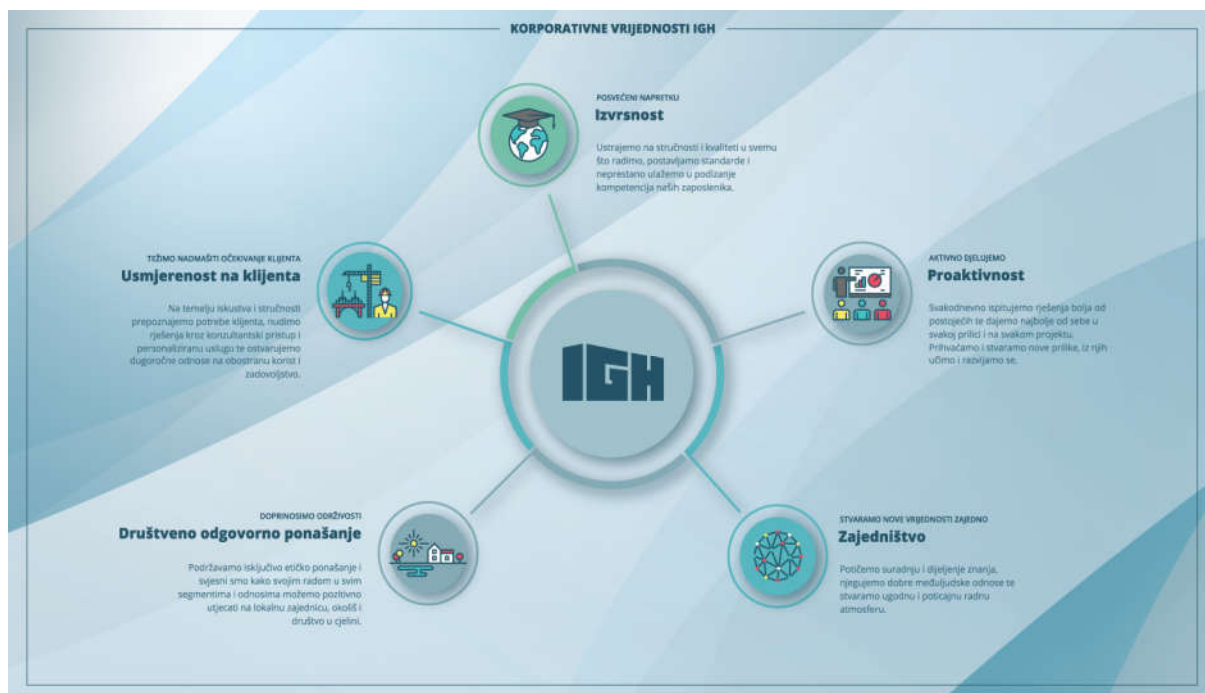 KORPORATIVNE VRIJEDNOSTI IGH
POSVEĆENI NAPRETKU
Izvrsnost
Ustrajemo na stručnosti i kvaliteti u svemu
što radimo, postavljamo standarde i
neprestano ulažemo u podizanje
kompetencija naših zaposlenika.
TEŽIMO NADMAŠITI OČEKIVANJE KLIJENTA
Usmjerenost na klijenta
Na temelju iskustva i stručnosti
prepoznajemo potrebe klijenta, nudimo
rješenja kroz konzultantski pristup i
personaliziranu uslugu te ostvarujemo
dugoročne odnose na obostranu korist i
zadovoljstvo.
AKTIVNO DJELUJEMO
Proaktivnost
Svakodnevno ispitujemo rješenja bolja od
postojećih te dajemo najbolje od sebe u
svakoj prilici i na svakom projektu.
Prihvaćamo i stvaramo nove prilike, iz njih
učimo i razvijamo se.
IGH
DOPRINOSIMO ODRŽIVOSTI
Društveno odgovorno ponašanje
Podržavamo isključivo etičko ponašanje i
svjesni smo kako svojim radom u svim
segmentima i odnosima možemo pozitivno
utjecati na lokalnu zajednicu, okoliš i
društvo u cjelini.
STVARAMO NOVE VRIJEDNOSTI ZAJEDNO
Zajedništvo
Potičemo suradnju i dijeljenje znanja,
njegujemo dobre međuljudske odnose te
stvaramo ugodnu i poticajnu radnu
atmosferu.